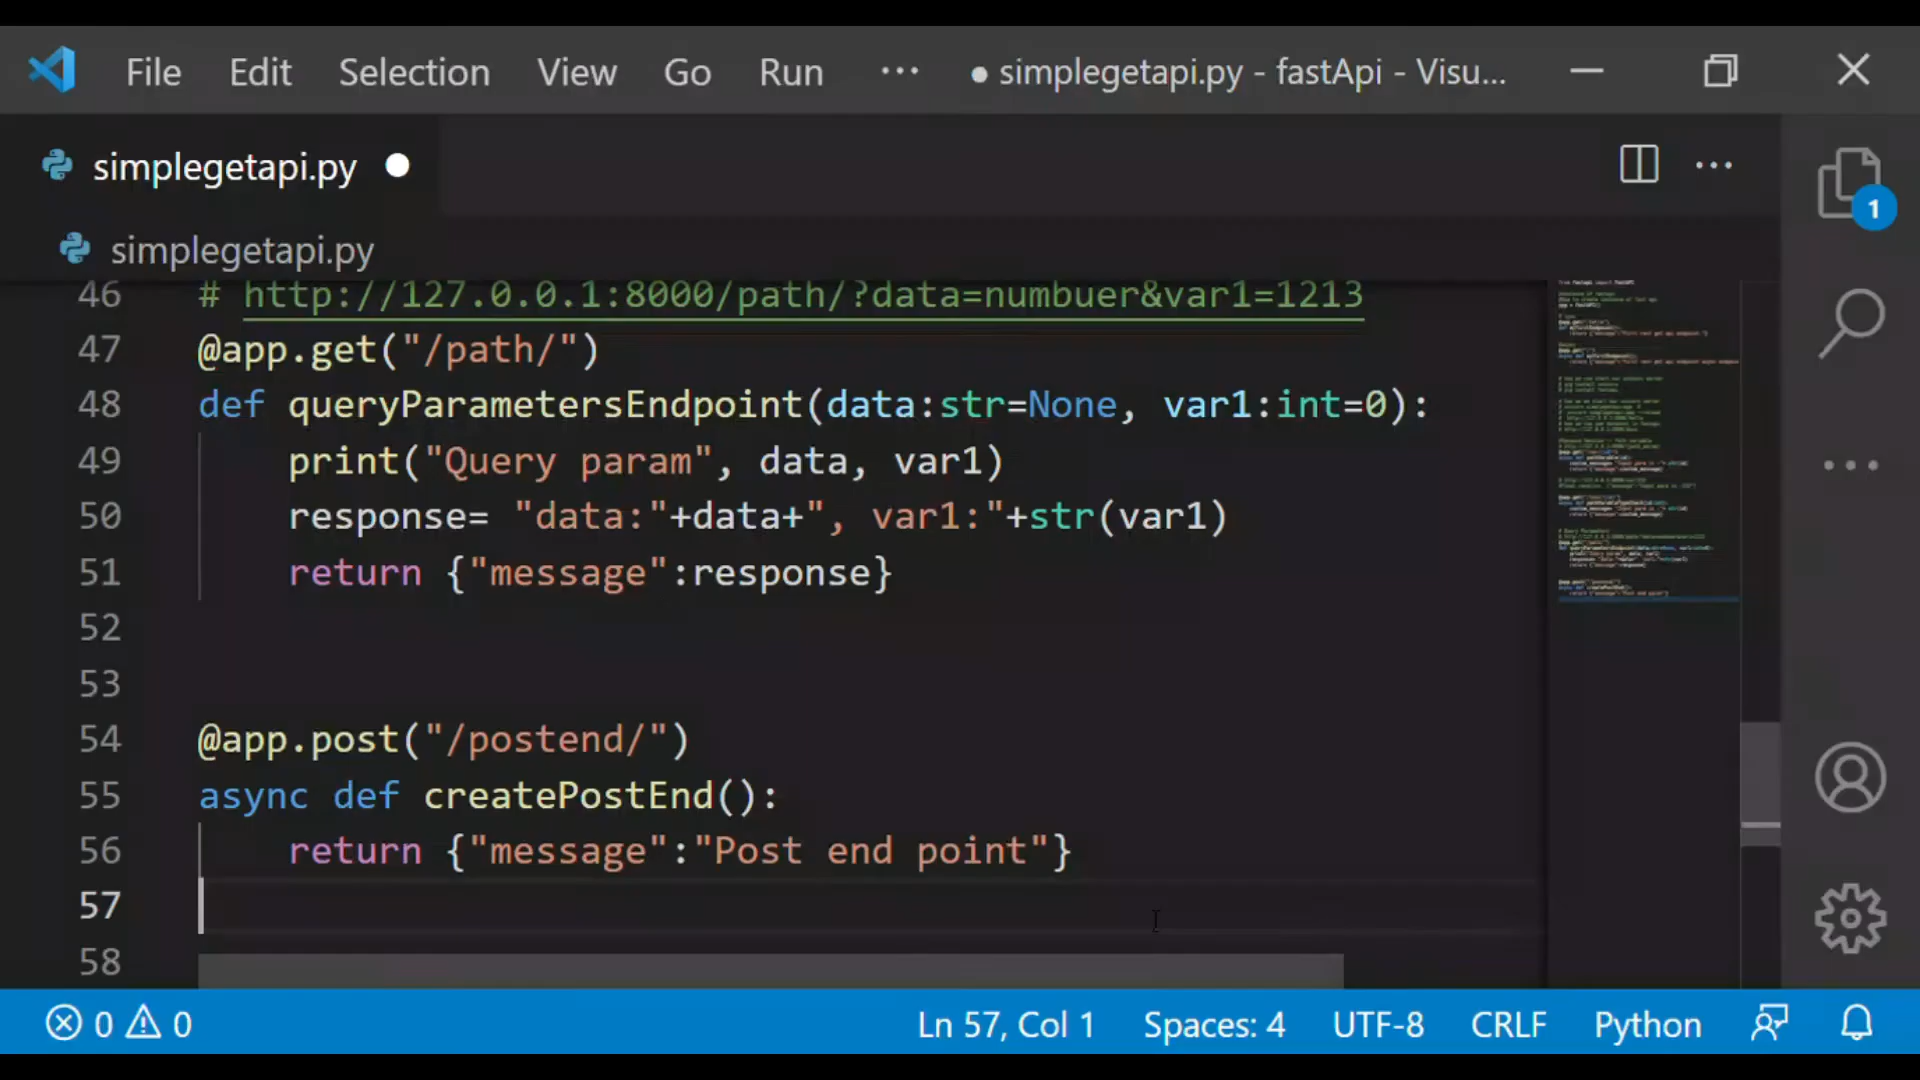 File Edit Selection View Go Run ··· ● simplegetapi.py - fastApi - Visu...
simplegetapi.py ●
simplegetapi.py
1
46 # http://127.0.0.1:8000/path/?data=numbuer&var1=1213
47 @app.get("/path/")
48 def queryParametersEndpoint(data:str=None, var1:int=0):
49     print("Query param", data, var1)
50     response= "data:"+data+", var1:"+str(var1)
51     return {"message":response}
52
53
54 @app.post("/postend/")
55 async def createPostEnd():
56     return {"message":"Post end point"}
57
58
0 0 Ln 57, Col 1 Spaces: 4 UTF-8 CRLF Python